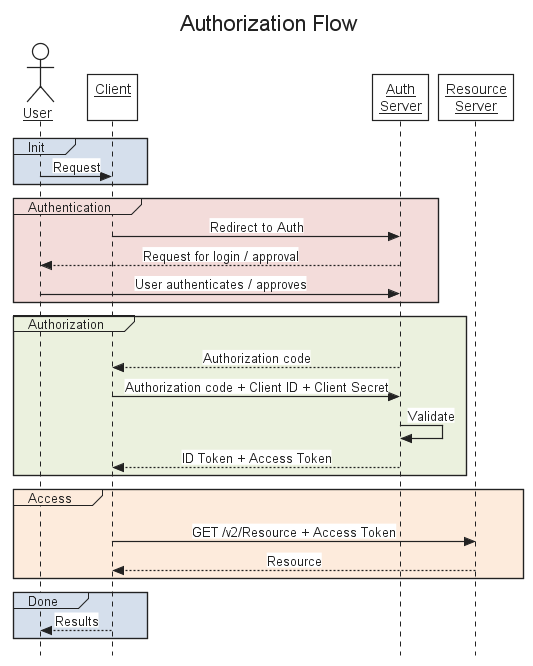 Authorization Flow
User
Client
Auth
Server
Resource
Server
Init
Request
Authentication
Redirect to Auth
Request for login / approval
User authenticates / approves
Authorization
Authorization code
Authorization code + Client ID + Client Secret
Validate
ID Token + Access Token
Access
GET /v2/Resource + Access Token
Resource
Done
Results